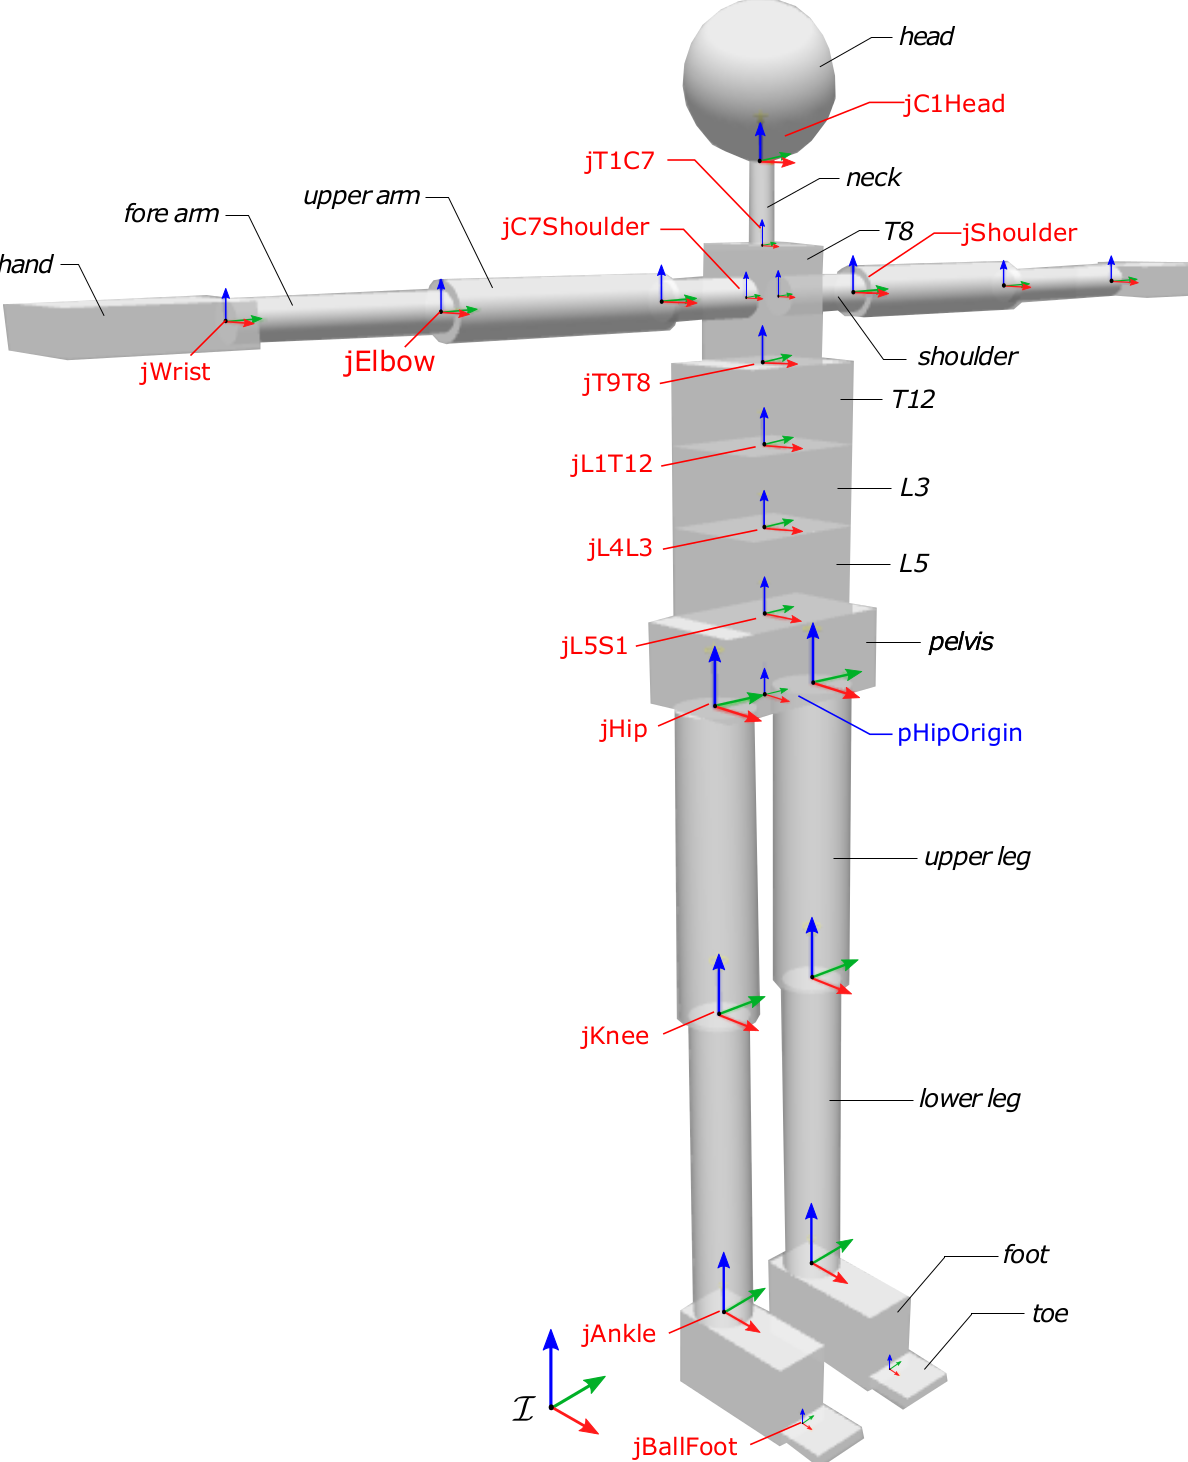 head
jC1Head
jT1C7
neck
upper arm
fore arm
jC7Shoulder
T8
jShoulder
hand
shoulder
jElbow
jWrist
jT9T8
T12
jL1T12
L3
jL4L3
L5
jL5S1
pelvis
jHip
pHipOrigin
upper leg
jKnee
lower leg
foot
toe
jAnkle
I
jBallFoot